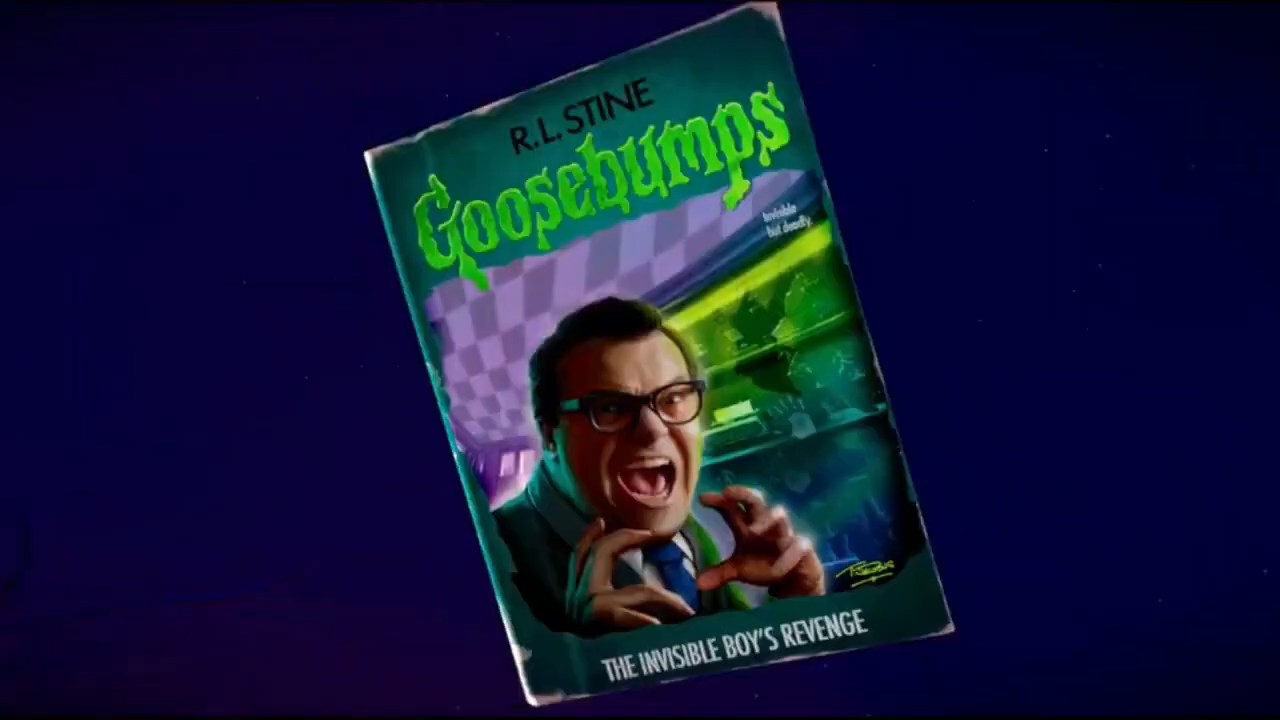 R.L. STINE
Goosebumps
Invisible
but deadly.
THE INVISIBLE BOY'S REVENGE